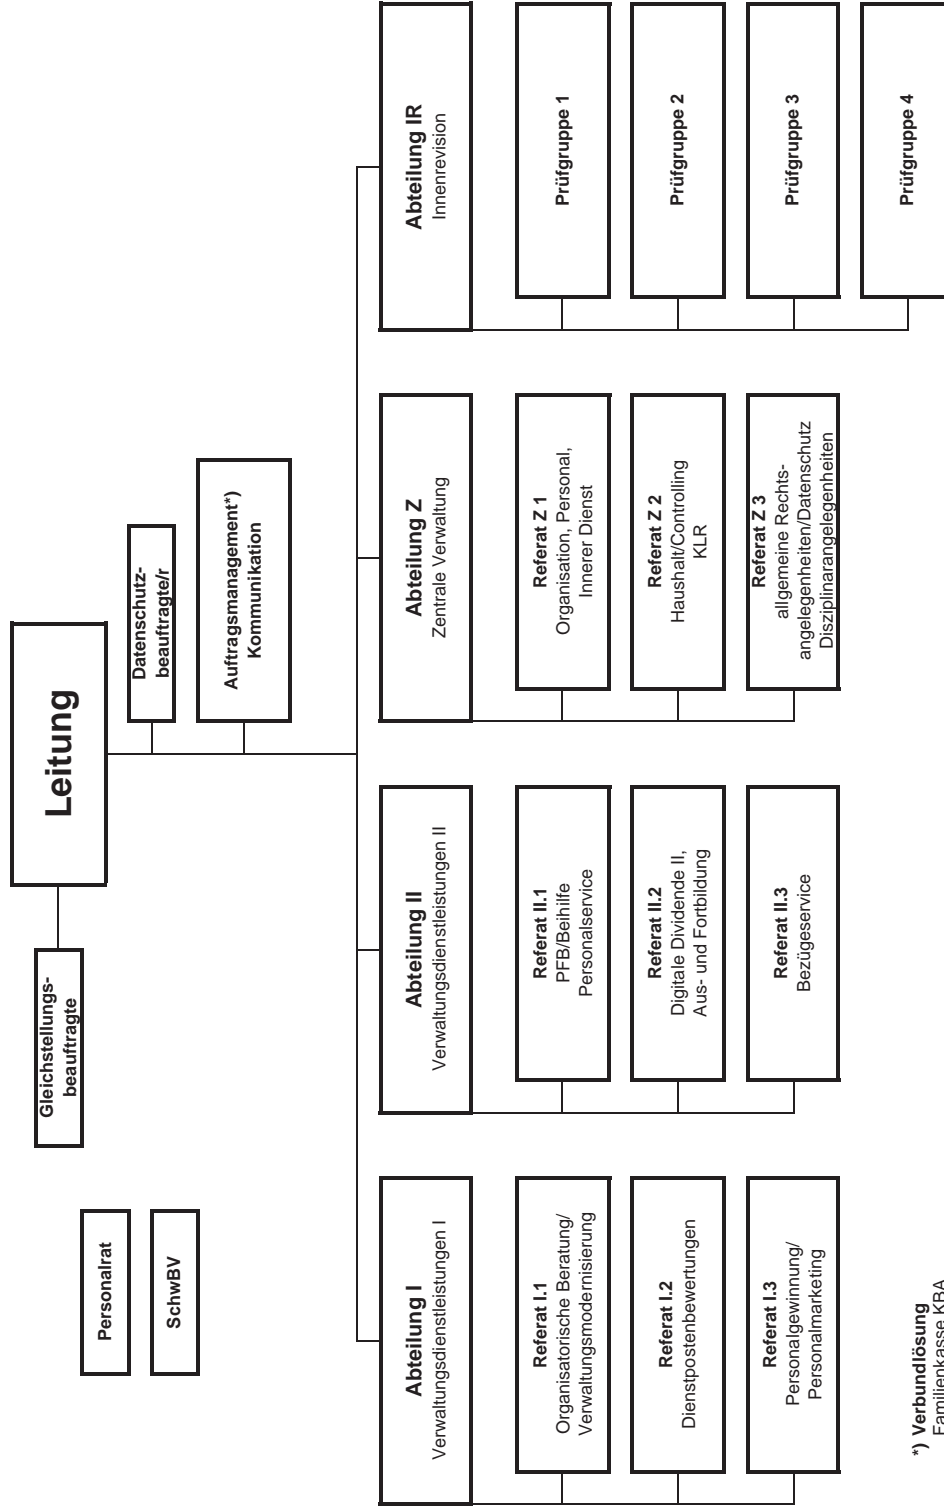 Leitung
Gleichstellungs-
beauftragte
Personalrat
SchwBV
Datenschutz-
beauftragte/r
Auftragsmanagement*)
Kommunikation
Abteilung I
Verwaltungsdienstleistungen I
Referat I.1
Organisatorische Beratung/
Verwaltungsmodernisierung
Referat I.2
Dienstpostenbewertungen
Referat I.3
Personalgewinnung/
Personalmarketing
Abteilung II
Verwaltungsdienstleistungen II
Referat II.1
PFB/Beihilfe
Personalservice
Referat II.2
Digitale Dividende II,
Aus- und Fortbildung
Referat II.3
Bezügeservice
Abteilung Z
Zentrale Verwaltung
Referat Z 1
Organisation, Personal,
Innerer Dienst
Referat Z 2
Haushalt/Controlling
KLR
Referat Z 3
allgemeine Rechts-
angelegenheiten/Datenschutz
Disziplinarangelegenheiten
Abteilung IR
Innenrevision
Prüfgruppe 1
Prüfgruppe 2
Prüfgruppe 3
Prüfgruppe 4
*) Verbundlösung
Familienkasse KBA